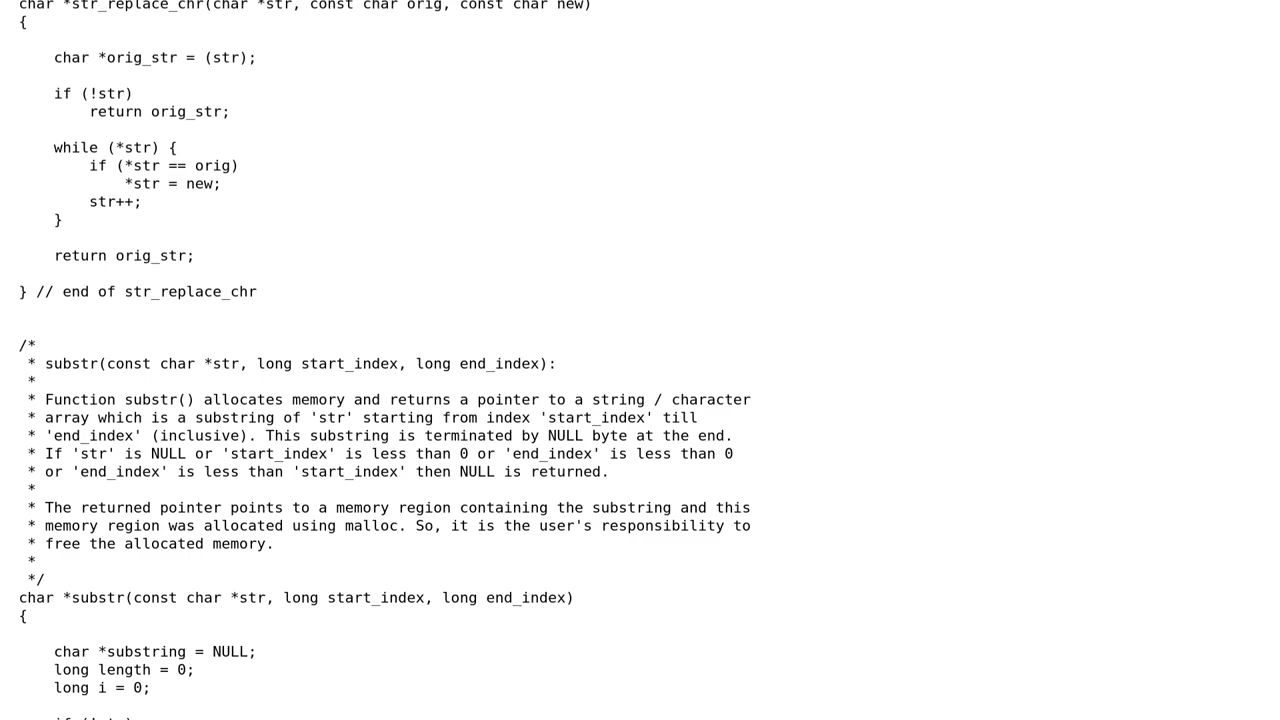 char *str_replace_chr(char *str, const char orig, const char new)
{

    char *orig_str = (str);

    if (!str)
        return orig_str;

    while (*str) {
        if (*str == orig)
            *str = new;
        str++;
    }

    return orig_str;

} // end of str_replace_chr


/*
 * substr(const char *str, long start_index, long end_index):
 *
 * Function substr() allocates memory and returns a pointer to a string / character
 * array which is a substring of 'str' starting from index 'start_index' till
 * 'end_index' (inclusive). This substring is terminated by NULL byte at the end.
 * If 'str' is NULL or 'start_index' is less than 0 or 'end_index' is less than 0
 * or 'end_index' is less than 'start_index' then NULL is returned.
 *
 * The returned pointer points to a memory region containing the substring and this
 * memory region was allocated using malloc. So, it is the user's responsibility to
 * free the allocated memory.
 *
 */
char *substr(const char *str, long start_index, long end_index)
{

    char *substring = NULL;
    long length = 0;
    long i = 0;